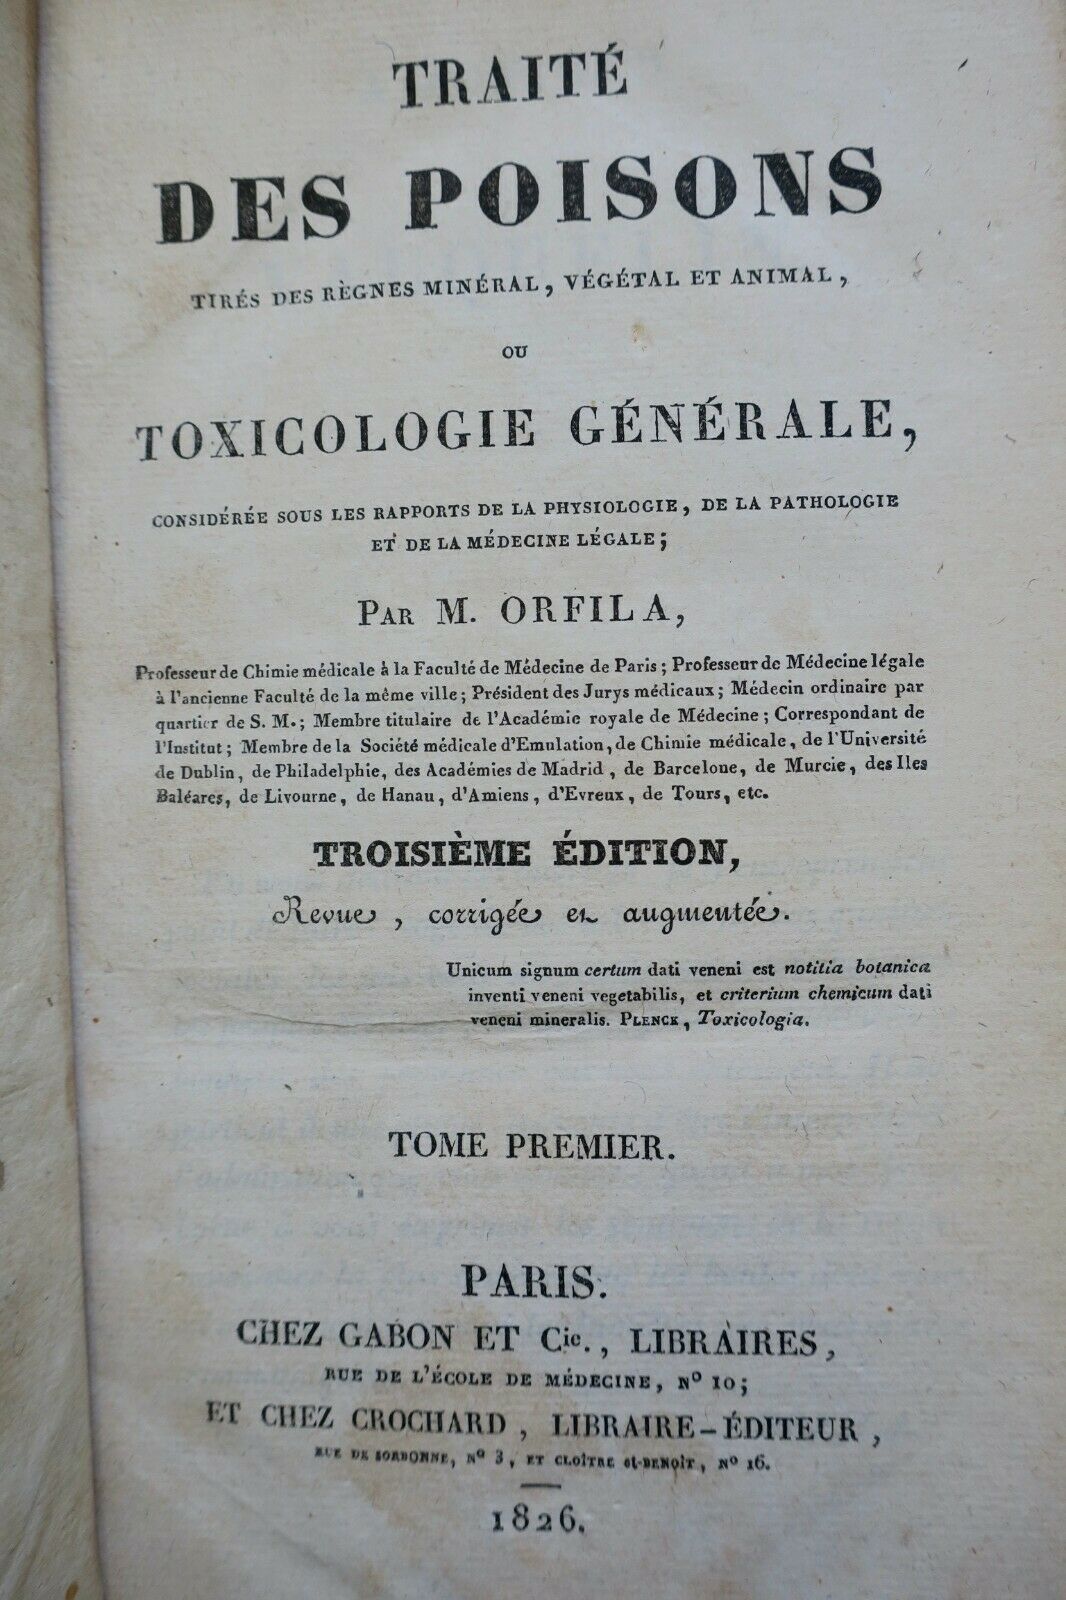 TRAITÉ
DES POISONS
TIRÉS DES RÈGNES MINÉRAL, VÉGÉTAL ET ANIMAL,
OU
TOXICOLOGIE GÉNÉRALE,
CONSIDÉRÉE SOUS LES RAPPORTS DE LA PHYSIOLOGIE, DE LA PATHOLOGIE
ET DE LA MÉDECINE LÉGALE;
PAR M. ORFILA,
Professeur de Chimie médicale à la Faculté de Médecine de Paris; Professeur de Médecine légale
à l'ancienne Faculté de la même ville; Président des Jurys médicaux; Médecin ordinaire par
quartier de S. M.; Membre titulaire de l'Académie royale de Médecine; Correspondant de
l'Institut; Membre de la Société médicale d'Emulation, de Chimie médicale, de l'Université
de Dublin, de Philadelphie, des Académies de Madrid, de Barcelone, de Murcie, des Iles
Baléares, de Livourne, de Hanau, d'Amiens, d'Evreux, de Tours, etc.
TROISIÈME ÉDITION,
Revue, corrigée et augmentée.
Unicum signum certum dati veneni est notitia botanica
inventi veneni vegetabilis, et criterium chemicum dati
veneni mineralis. PLENCK, Toxicologia.
TOME PREMIER.
PARIS.
CHEZ GABON ET Cie., LIBRAIRES,
RUE DE L'ÉCOLE DE MÉDECINE, Nº 10;
ET CHEZ CROCHARD, LIBRAIRE-ÉDITEUR,
RUE DE SORBONNE, Nº 3, ET CLOÎTRE St-BENOÎT, Nº 16.
1826.